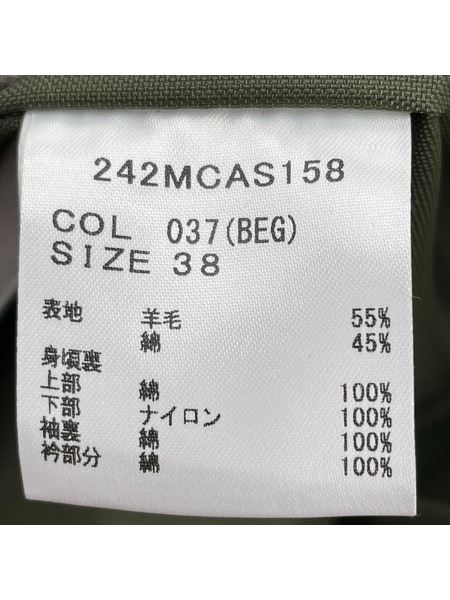 242MCAS158
COL 037(BEG)
SIZE 38
表地 羊毛 55%
綿 45%
身頃裏
上部 綿 100%
下部 ナイロン 100%
袖裏 綿 100%
衿部分 綿 100%